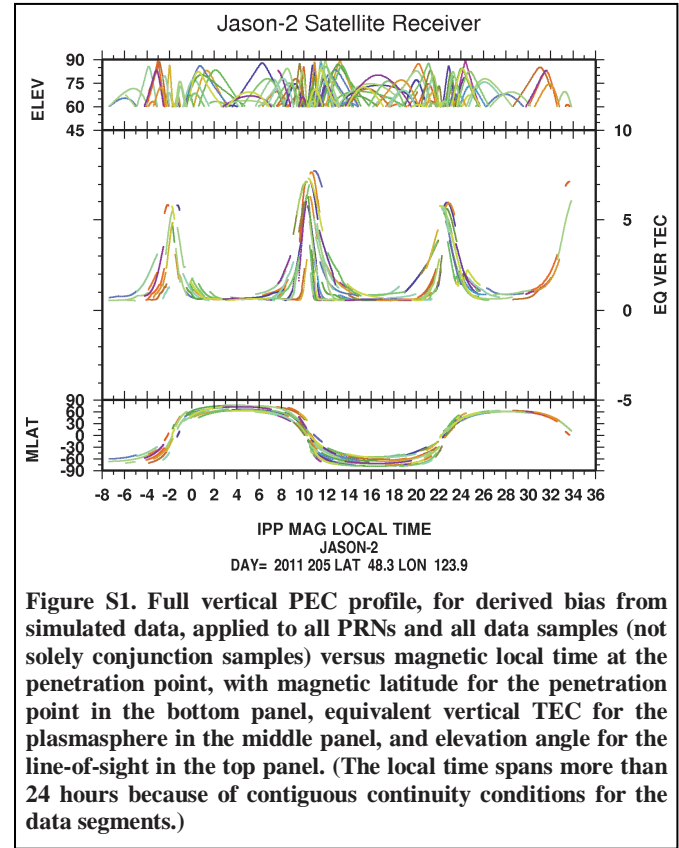 Jason-2 Satellite Receiver
ELEV
90
75
60
45
10
5
0
-5
EQ VER TEC
MLAT
90
60
30
0
-30
-60
-90
-8 -6 -4 -2 0 2 4 6 8 10 12 14 16 18 20 22 24 26 28 30 32 34 36
IPP MAG LOCAL TIME
JASON-2
DAY= 2011 205 LAT 48.3 LON 123.9
Figure S1. Full vertical PEC profile, for derived bias from
simulated data, applied to all PRNs and all data samples (not
solely conjunction samples) versus magnetic local time at the
penetration point, with magnetic latitude for the penetration
point in the bottom panel, equivalent vertical TEC for the
plasmasphere in the middle panel, and elevation angle for the
line-of-sight in the top panel. (The local time spans more than
24 hours because of contiguous continuity conditions for the
data segments.)